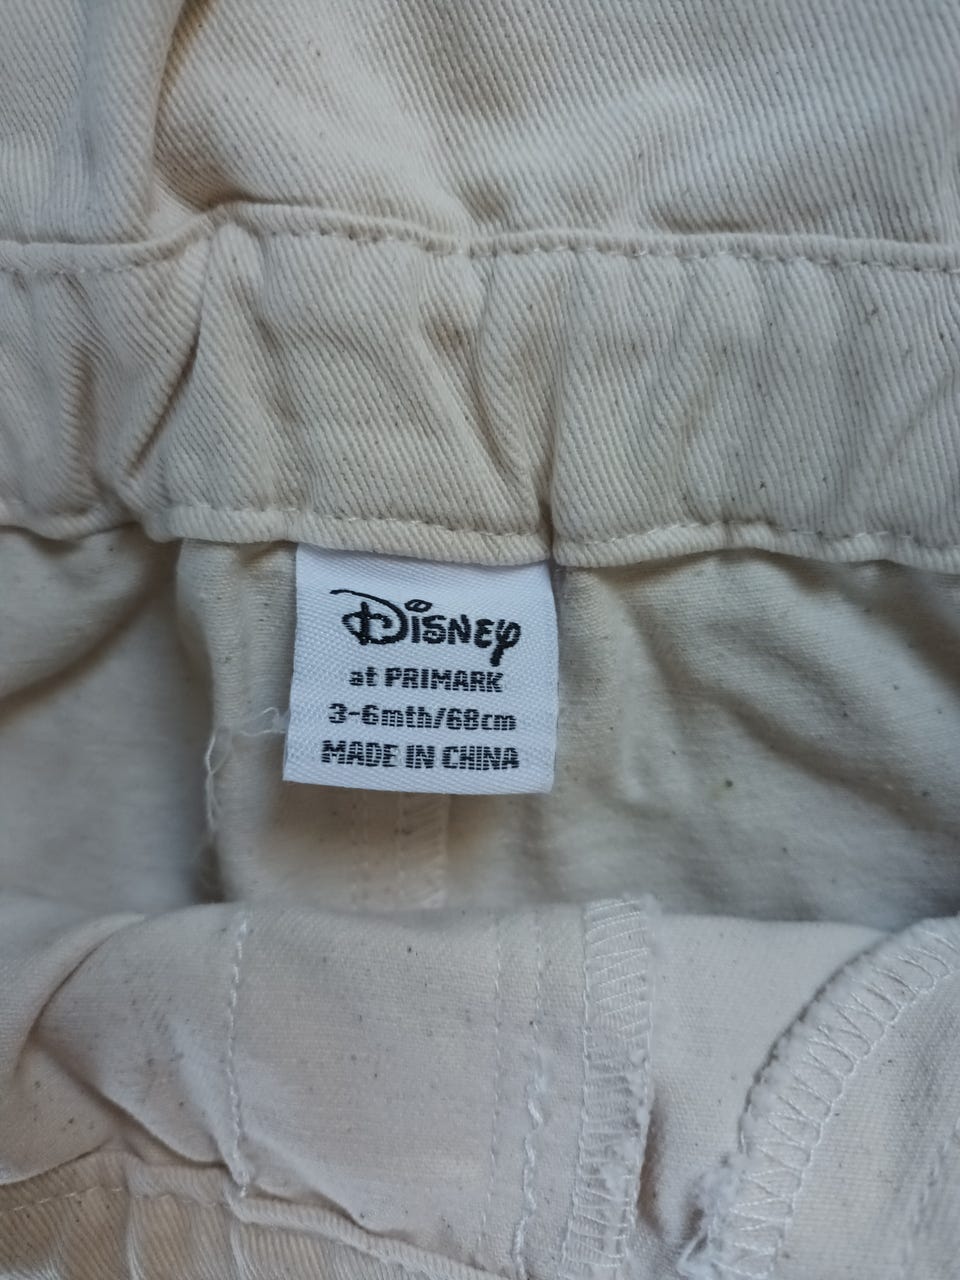 Disney
at PRIMARK
3-6mth/68cm
MADE IN CHINA